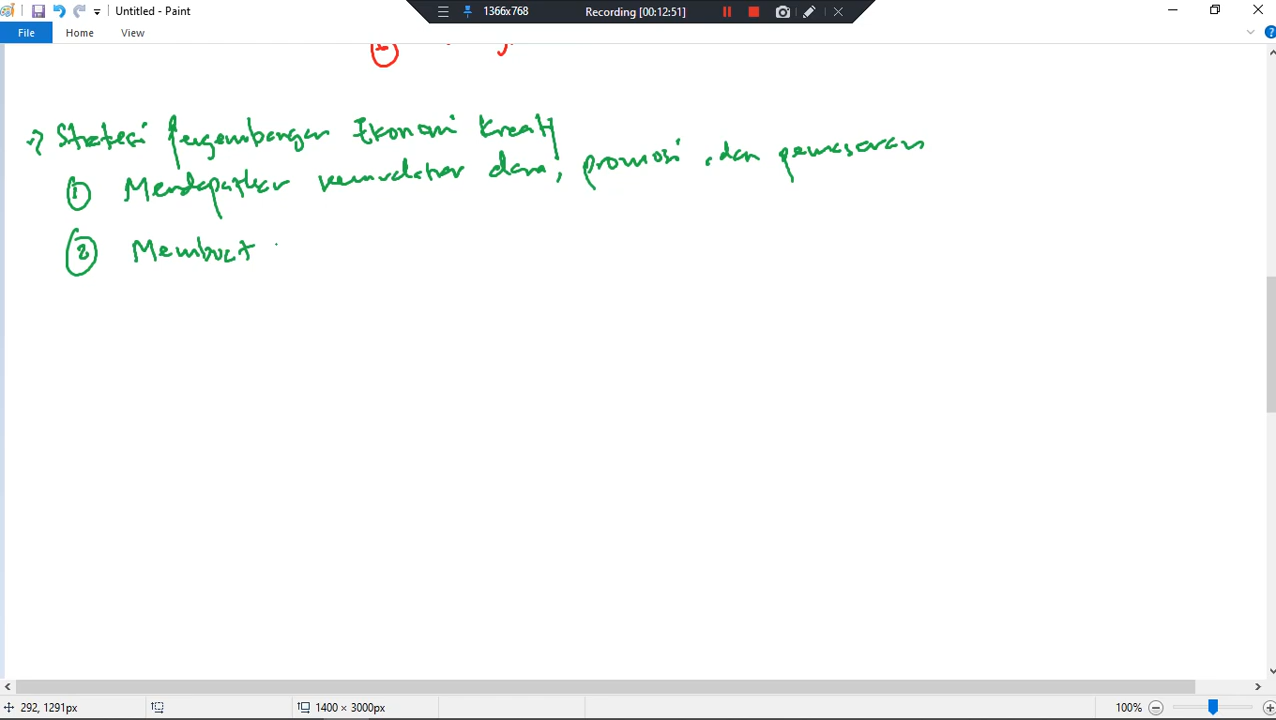 Untitled - Paint
1366x768
Recording [00:12:51]
File Home View
-> Strategi Pengembangan Ekonomi Kreatif
① Mendapatkan kemudahan dana, promosi, dan pemasaran
② Membuat
292, 1291px
1400 × 3000px
100%